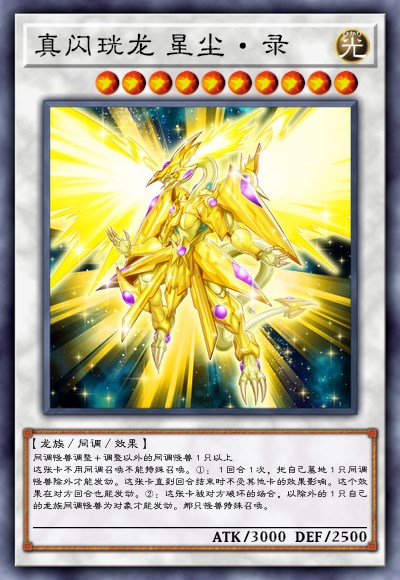 真闪珖龙 星尘·录
光
ひかり
【龙族/同调/效果】
同调怪兽调整+调整以外的同调怪兽1只以上
这张卡不用同调召唤不能特殊召唤。①：1回合1次，把自己墓地1只同调
怪兽除外才能发动。这张卡直到回合结束时不受其他卡的效果影响。这个效
果在对方回合也能发动。②：这张卡被对方破坏的场合，以除外的1只自己
的龙族同调怪兽为对象才能发动。那只怪兽特殊召唤。
ATK/3000 DEF/2500